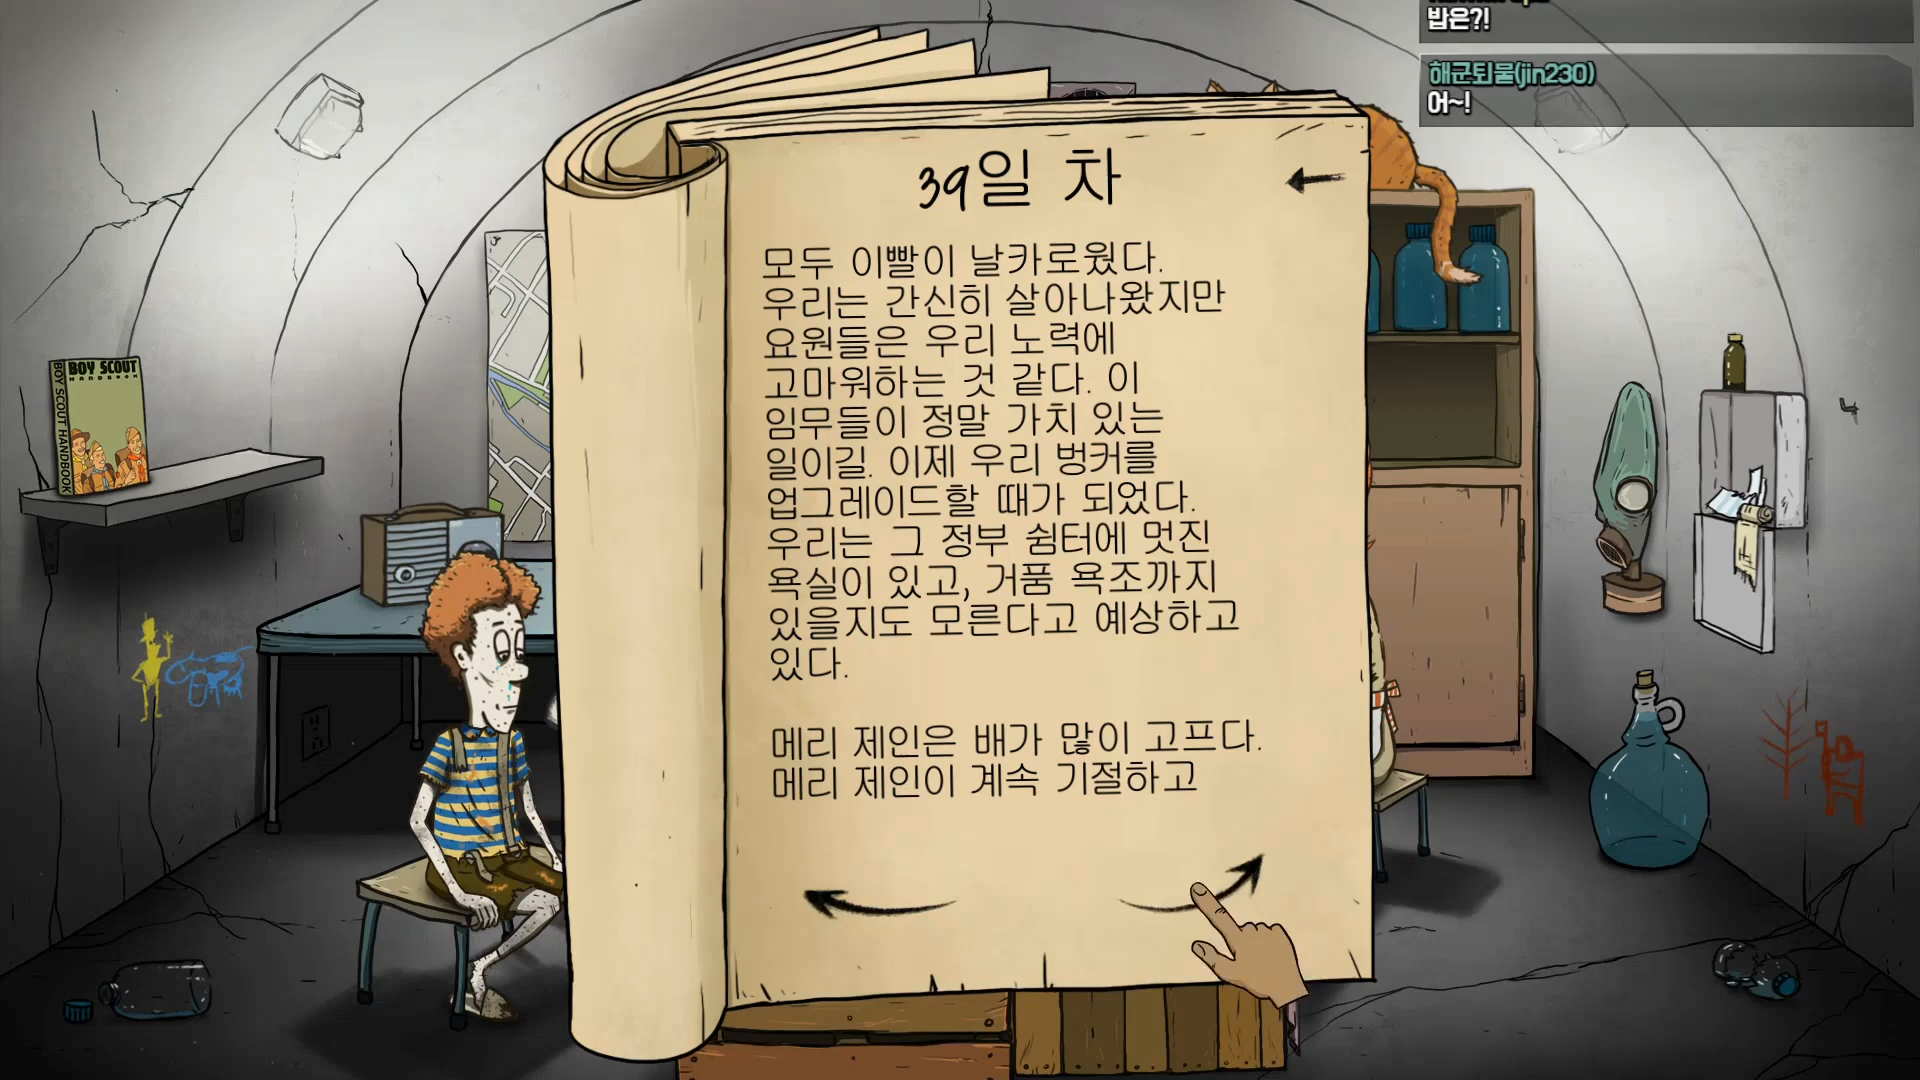 밥은?!
해군퇴물(jin230)
어~!
39일 차
모두 이빨이 날카로웠다.
우리는 간신히 살아나왔지만
요원들은 우리 노력에
고마워하는 것 같다. 이
임무들이 정말 가치 있는
일이길. 이제 우리 벙커를
업그레이드할 때가 되었다.
우리는 그 정부 쉼터에 멋진
욕실이 있고, 거품 욕조까지
있을지도 모른다고 예상하고
있다.
메리 제인은 배가 많이 고프다.
메리 제인이 계속 기절하고
BOY SCOUT
HANDBOOK
BOY SCOUT HANDBOOK